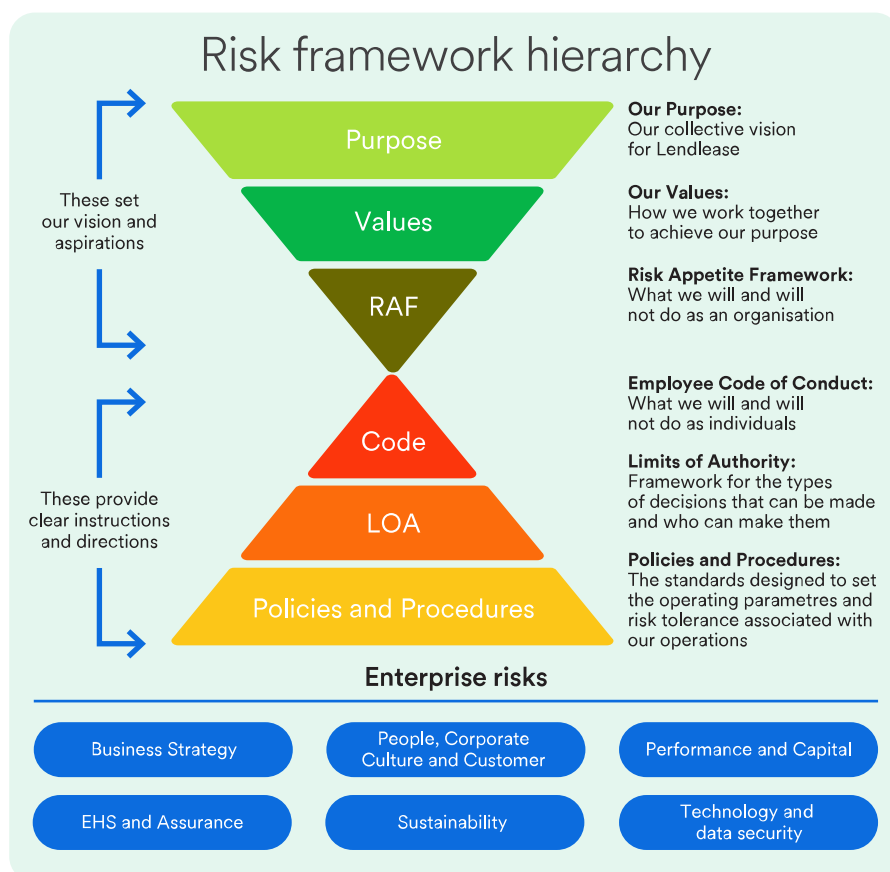 Risk framework hierarchy
These set
our vision and
aspirations
Purpose
Values
RAF
Our Purpose:
Our collective vision
for Lendlease
Our Values:
How we work together
to achieve our purpose
Risk Appetite Framework:
What we will and will
not do as an organisation
These provide
clear instructions
and directions
Code
LOA
Policies and Procedures
Employee Code of Conduct:
What we will and will
not do as individuals
Limits of Authority:
Framework for the types
of decisions that can be made
and who can make them
Policies and Procedures:
The standards designed to set
the operating parametres and
risk tolerance associated with
our operations
Enterprise risks
Business Strategy
People, Corporate
Culture and Customer
Performance and Capital
EHS and Assurance
Sustainability
Technology and
data security